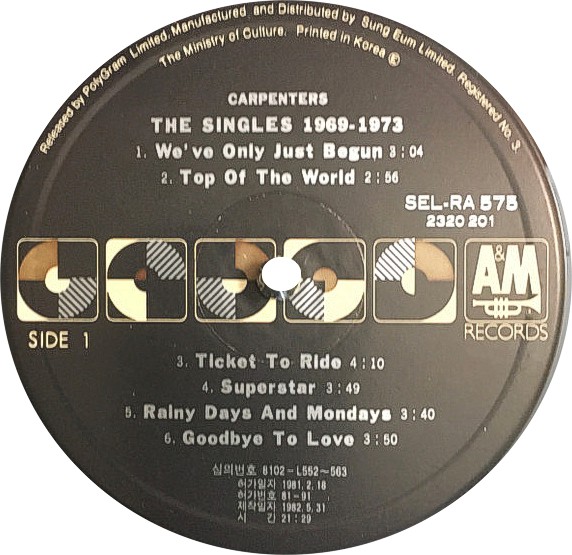 Released by PolyGram Limited. Manufactured and Distributed by Sung Eum Limited. Registered No. 3.
The Ministry of Culture. Printed in Korea ℗
CARPENTERS
THE SINGLES 1969-1973
1. We've Only Just Begun 3:04
2. Top Of The World 2:56
SEL-RA 575
2320 201
A&M
RECORDS
SIDE 1
3. Ticket To Ride 4:10
4. Superstar 3:49
5. Rainy Days And Mondays 3:40
6. Goodbye To Love 3:50
심의번호 8102-L552~563
허가일자 1981.2.18
허가번호 81-91
제작일자 1982.5.31
시 간 21:29